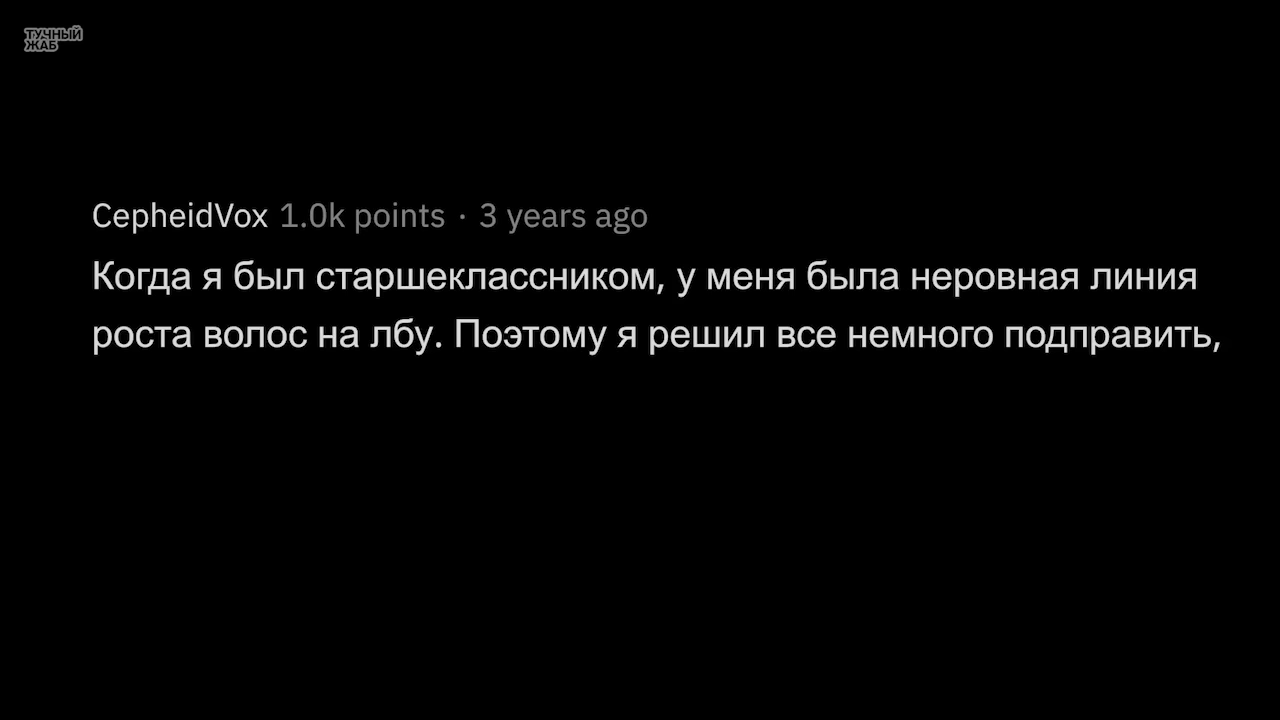 ТУЧНЫЙ
ЖАБ
CepheidVox 1.0k points · 3 years ago
Когда я был старшеклассником, у меня была неровная линия
роста волос на лбу. Поэтому я решил все немного подправить,